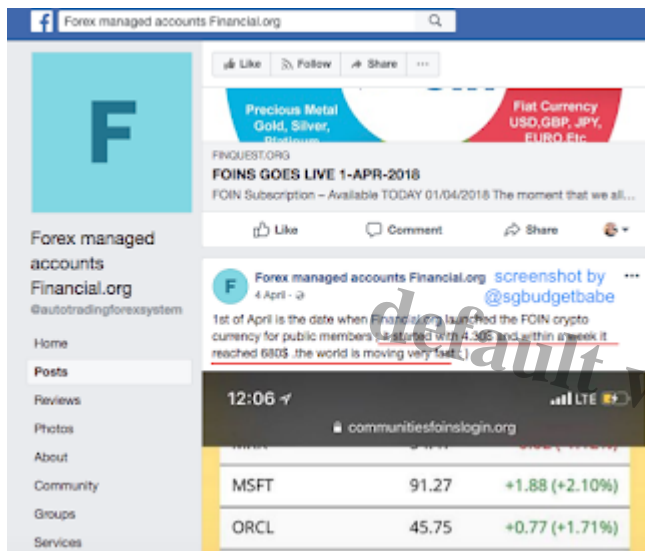 Forex managed accounts Financial.org
Like Follow Share ...
F
Precious Metal
Gold, Silver,
Platinum
Fiat Currency
USD,GBP, JPY,
EURO,Etc
FINQUEST.ORG
FOINS GOES LIVE 1-APR-2018
FOIN Subscription – Available TODAY 01/04/2018 The moment that we all...
Like Comment Share
Forex managed
accounts
Financial.org
@autotradingforexsystem
Home
Posts
Reviews
Photos
About
Community
Groups
Services
F
Forex managed accounts Financial.org
4 April ·
screenshot by
@sgbudgetbabe
1st of April is the date when Financial.org launched the FOIN crypto
currency for public members , it started with 4.30$ and within a week it
reached 680$ .the world is moving very fast ;)
default
12:06 LTE
communitiesfoinslogin.org
MSFT 91.27 +1.88 (+2.10%)
ORCL 45.75 +0.77 (+1.71%)